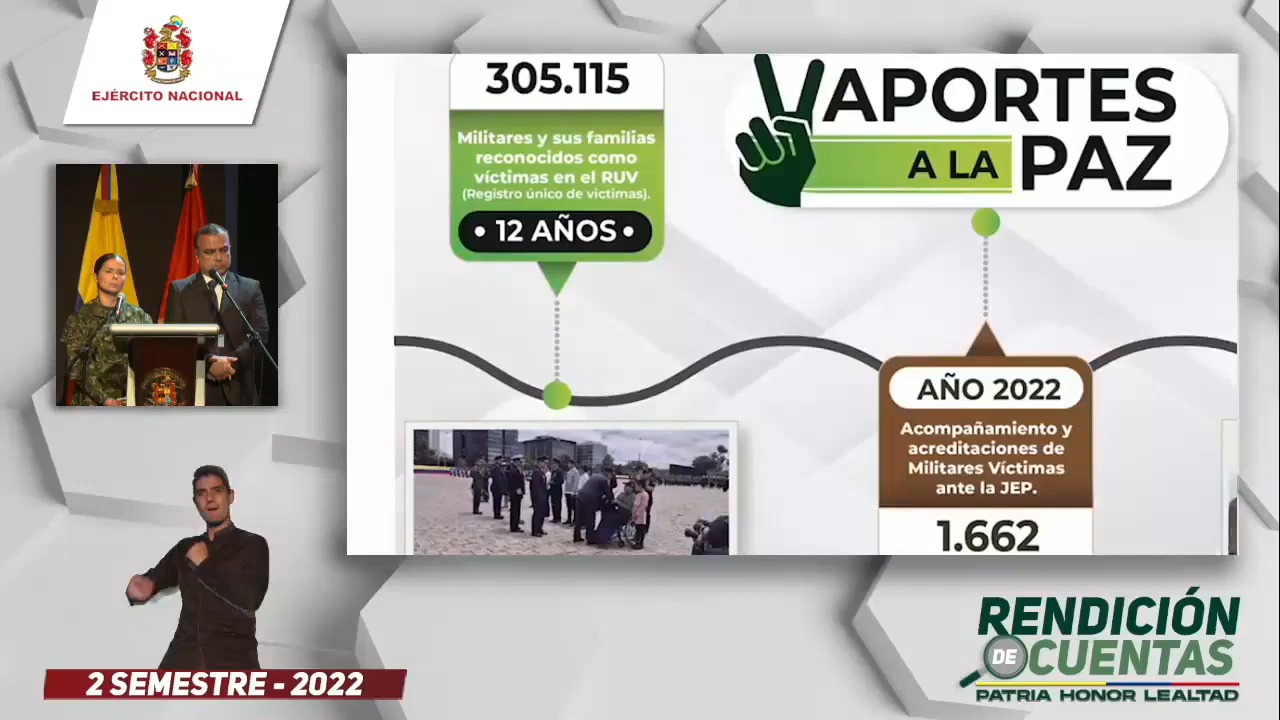 EJÉRCITO NACIONAL
305.115
Militares y sus familias
reconocidos como
víctimas en el RUV
(Registro único de victimas).
• 12 AÑOS •
APORTES
A LA PAZ
AÑO 2022
Acompañamiento y
acreditaciones de
Militares Víctimas
ante la JEP.
1.662
2 SEMESTRE - 2022
RENDICIÓN
DE CUENTAS
PATRIA HONOR LEALTAD